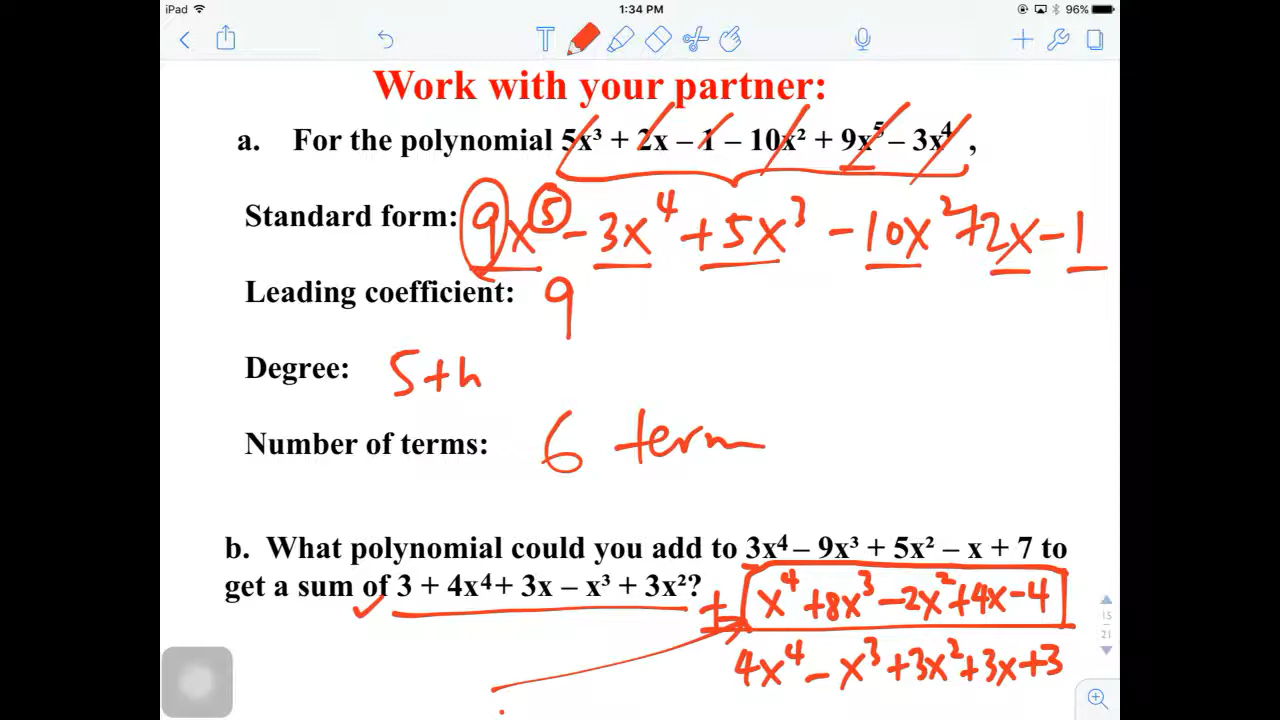 iPad 1:34 PM 96%
T
Work with your partner:
a. For the polynomial 5x³ + 2x – 1 – 10x² + 9x⁵ – 3x⁴ ,
Standard form: 9x⁵ - 3x⁴ + 5x³ - 10x² + 2x - 1
Leading coefficient: 9
Degree: 5th
Number of terms: 6 term
b. What polynomial could you add to 3x⁴ – 9x³ + 5x² – x + 7 to
get a sum of 3 + 4x⁴ + 3x – x³ + 3x²?
+ x⁴ + 8x³ - 2x² + 4x - 4
4x⁴ - x³ + 3x² + 3x + 3
15
21